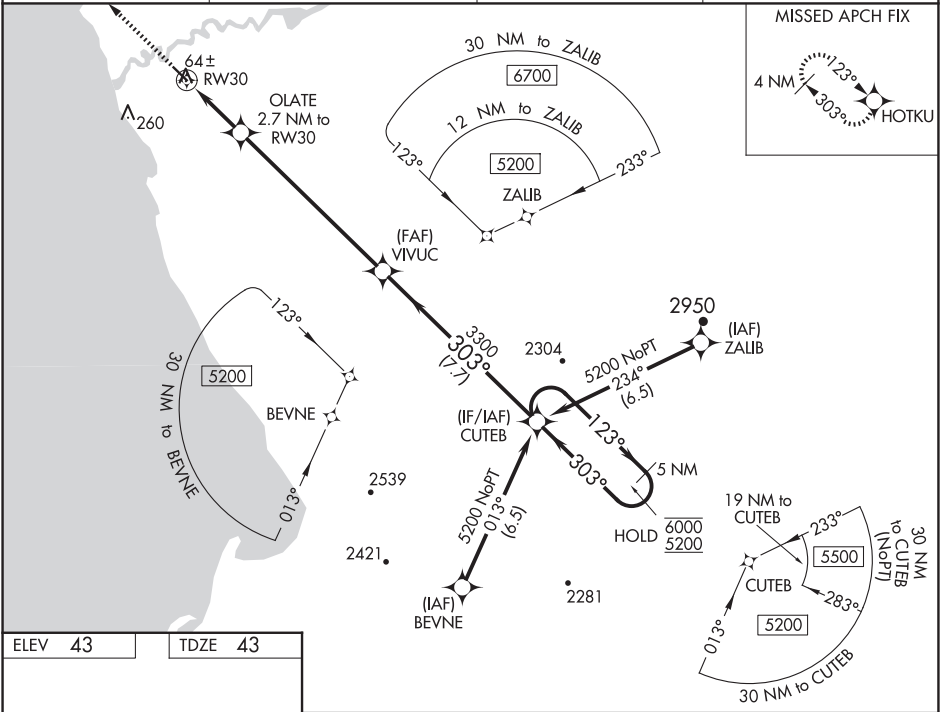 MISSED APCH FIX
4 NM
123°
303°
HOTKU
64±
RW30
260
OLATE
2.7 NM to
RW30
30 NM to ZALIB
6700
12 NM to ZALIB
5200
123°
233°
ZALIB
(FAF)
VIVUC
3300
303°
(7.7)
2304
2950
(IAF)
ZALIB
5200 NoPT
234°
(6.5)
123°
5200
30 NM to BEVNE
BEVNE
013°
(IF/IAF)
CUTEB
123°
303°
5 NM
HOLD
6000
5200
2539
2421
5200 NoPT
013°
(6.5)
(IAF)
BEVNE
2281
19 NM to
CUTEB
233°
30 NM
to CUTEB
(NoPT)
5500
CUTEB
283°
5200
013°
30 NM to CUTEB
ELEV 43
TDZE 43